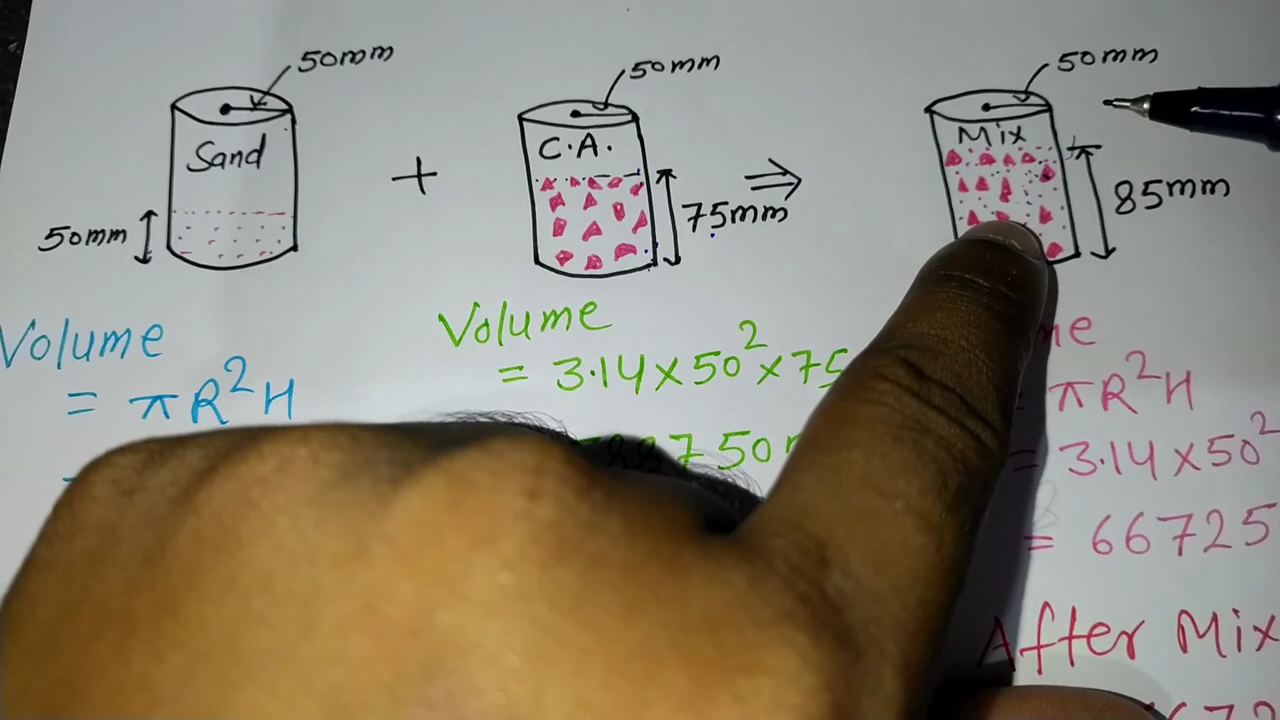 50mm
Sand
50mm
+
50mm
C.A.
75mm
⇒
50mm
Mix
85mm
Volume
= πR²H
Volume
= 3.14×50²×75
8750
= πR²H
= 3.14×50²
= 66725
After Mix